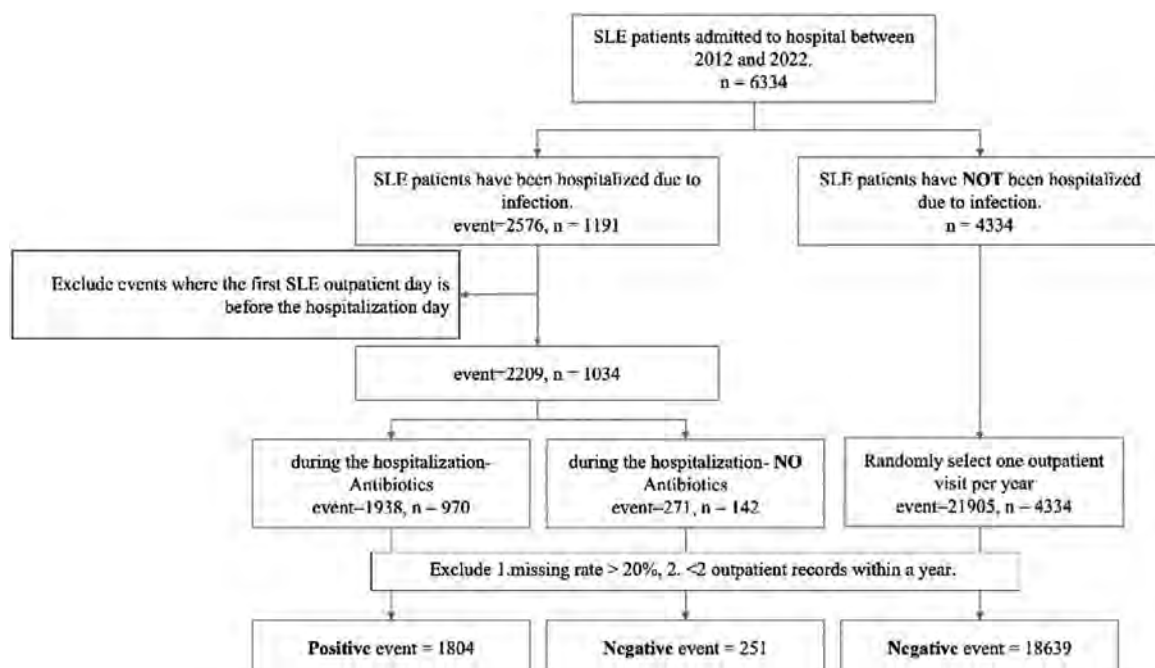 SLE patients admitted to hospital between
2012 and 2022.
n = 6334
SLE patients have been hospitalized due to
infection.
event=2576, n = 1191
SLE patients have NOT been hospitalized
due to infection.
n = 4334
Exclude events where the first SLE outpatient day is
before the hospitalization day
event=2209, n = 1034
during the hospitalization-
Antibiotics
event=1938, n = 970
during the hospitalization- NO
Antibiotics
event=271, n = 142
Randomly select one outpatient
visit per year
event=21905, n = 4334
Exclude 1.missing rate > 20%, 2. <2 outpatient records within a year.
Positive event = 1804
Negative event = 251
Negative event = 18639